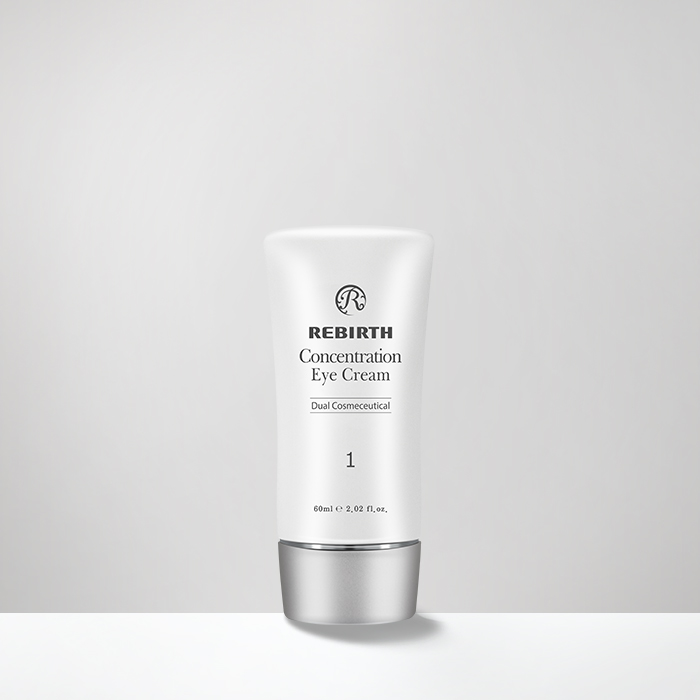 R
REBIRTH
Concentration
Eye Cream
Dual Cosmeceutical
1
60ml ℮ 2.02 fl.oz.